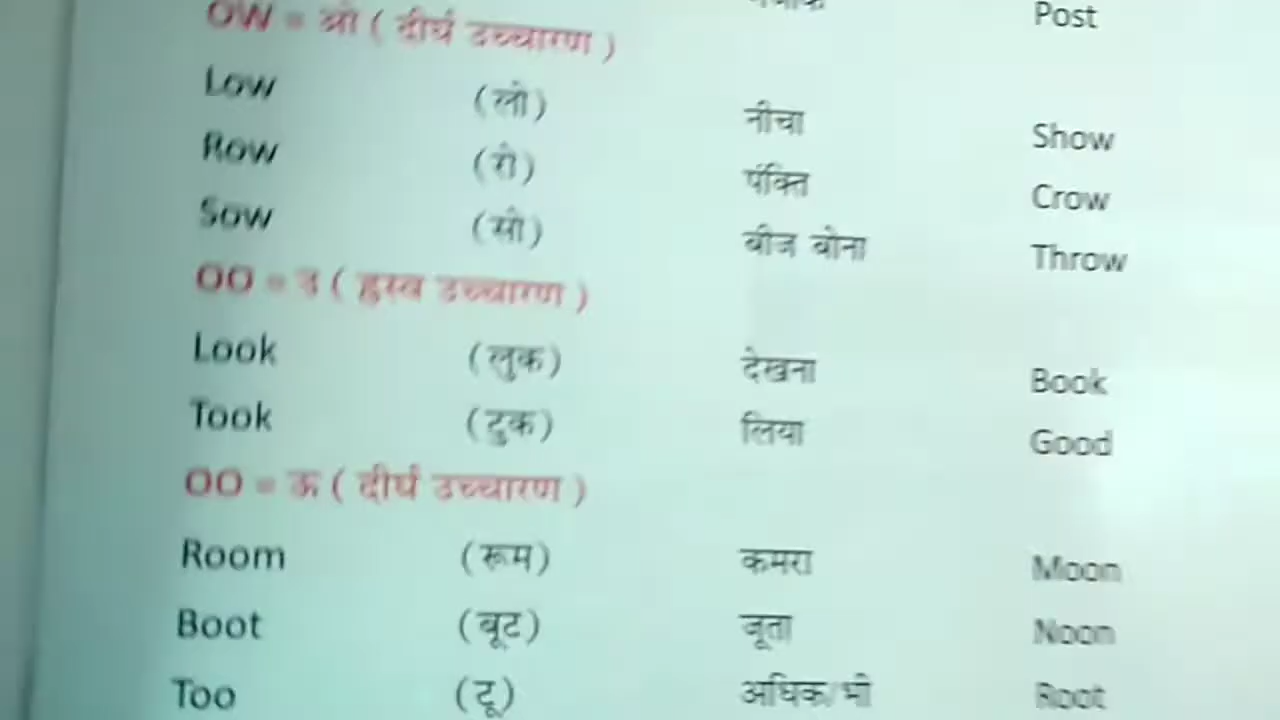 Post
OW = ओ ( दीर्घ उच्चारण )
Low (लो) नीचा Show
Row (रो) पंक्ति Crow
Sow (सो) बीज बोना Throw
OO = उ ( ह्रस्व उच्चारण )
Look (लुक) देखना Book
Took (टुक) लिया Good
OO = ऊ ( दीर्घ उच्चारण )
Room (रूम) कमरा Moon
Boot (बूट) जूता Noon
Too (टू) अधिक/भी Root